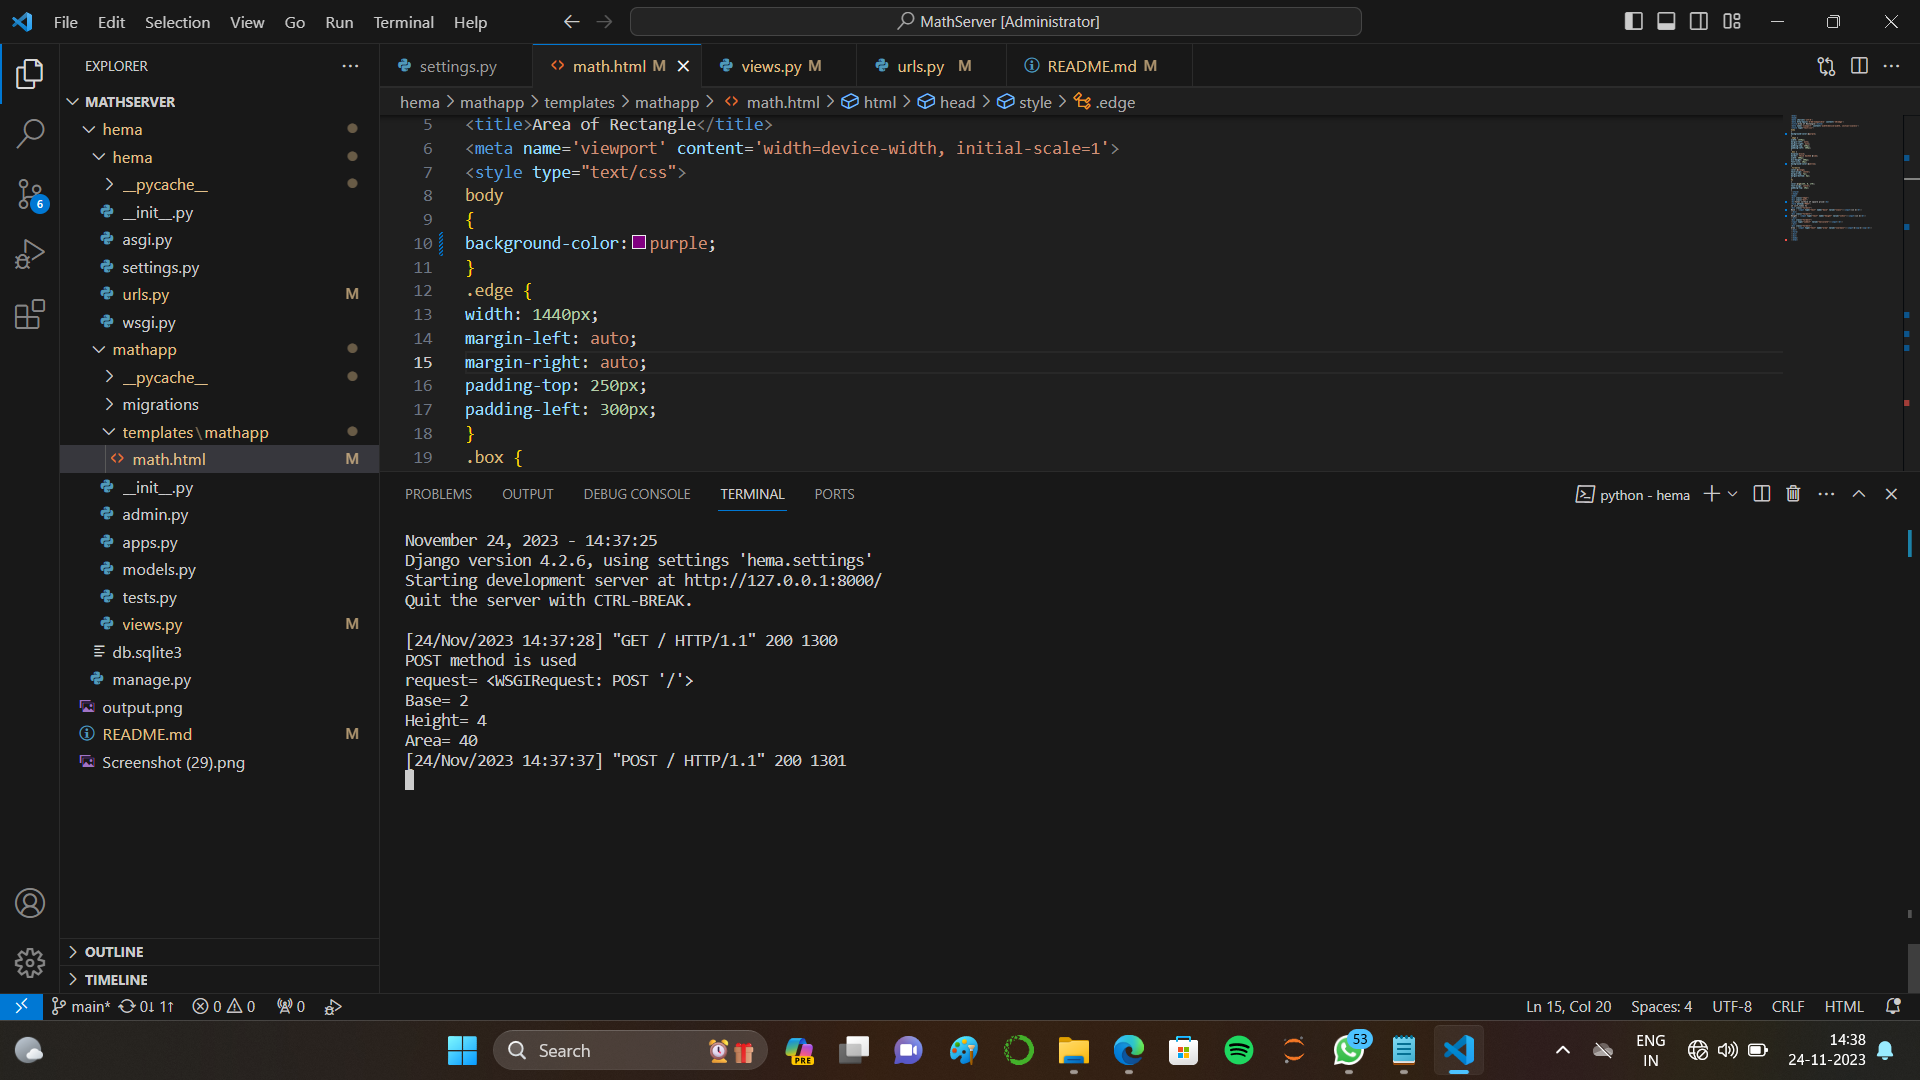 File Edit Selection View Go Run Terminal Help
MathServer [Administrator]
EXPLORER
settings.py
math.html M
views.py M
urls.py M
README.md M
hema > mathapp > templates > mathapp > math.html > html > head > style > .edge
MATHSERVER
hema
hema
__pycache__
__init__.py
asgi.py
settings.py
urls.py M
wsgi.py
mathapp
__pycache__
migrations
templates\mathapp
math.html M
__init__.py
admin.py
apps.py
models.py
tests.py
views.py M
db.sqlite3
manage.py
output.png
README.md M
Screenshot (29).png
OUTLINE
TIMELINE
5 <title>Area of Rectangle</title>
6 <meta name='viewport' content='width=device-width, initial-scale=1'>
7 <style type="text/css">
8 body
9 {
10 background-color: purple;
11 }
12 .edge {
13 width: 1440px;
14 margin-left: auto;
15 margin-right: auto;
16 padding-top: 250px;
17 padding-left: 300px;
18 }
19 .box {
PROBLEMS OUTPUT DEBUG CONSOLE TERMINAL PORTS
python - hema
November 24, 2023 - 14:37:25
Django version 4.2.6, using settings 'hema.settings'
Starting development server at http://127.0.0.1:8000/
Quit the server with CTRL-BREAK.
[24/Nov/2023 14:37:28] "GET / HTTP/1.1" 200 1300
POST method is used
request= <WSGIRequest: POST '/'>
Base= 2
Height= 4
Area= 40
[24/Nov/2023 14:37:37] "POST / HTTP/1.1" 200 1301
6
main* 0↓ 1↑ 0 0 0
Ln 15, Col 20 Spaces: 4 UTF-8 CRLF HTML
Search
PRE
53
ENG
IN
14:38
24-11-2023